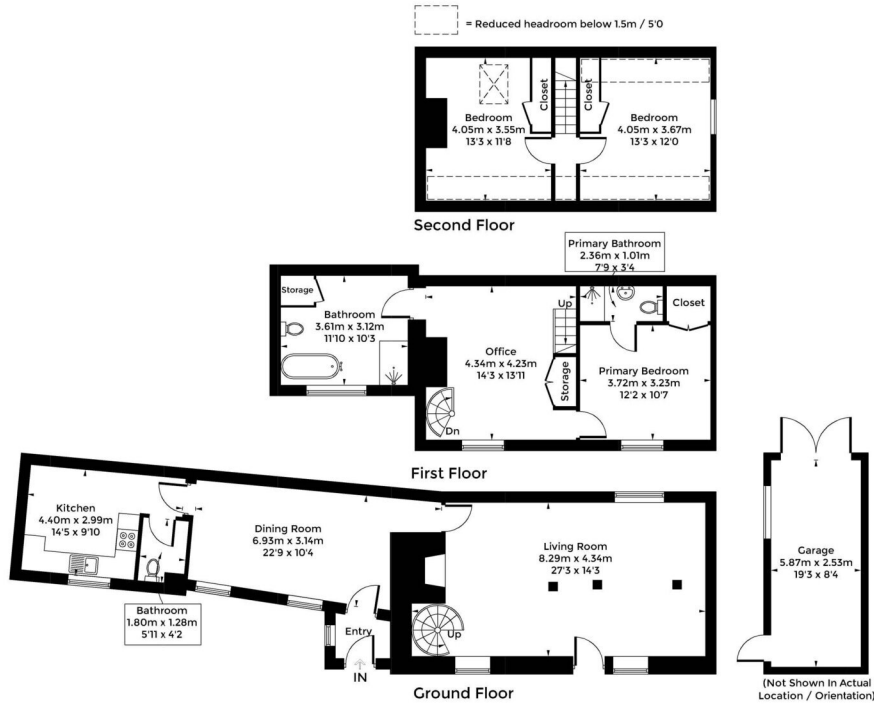 = Reduced headroom below 1.5m / 5'0
Closet
Closet
Bedroom
4.05m x 3.55m
13'3 x 11'8
Bedroom
4.05m x 3.67m
13'3 x 12'0
Second Floor
Primary Bathroom
2.36m x 1.01m
7'9 x 3'4
Storage
Bathroom
3.61m x 3.12m
11'10 x 10'3
Up
Closet
Office
4.34m x 4.23m
14'3 x 13'11
Storage
Primary Bedroom
3.72m x 3.23m
12'2 x 10'7
Dn
First Floor
Kitchen
4.40m x 2.99m
14'5 x 9'10
Dining Room
6.93m x 3.14m
22'9 x 10'4
Living Room
8.29m x 4.34m
27'3 x 14'3
Garage
5.87m x 2.53m
19'3 x 8'4
Bathroom
1.80m x 1.28m
5'11 x 4'2
Entry
Up
IN
Ground Floor
(Not Shown In Actual
Location / Orientation)